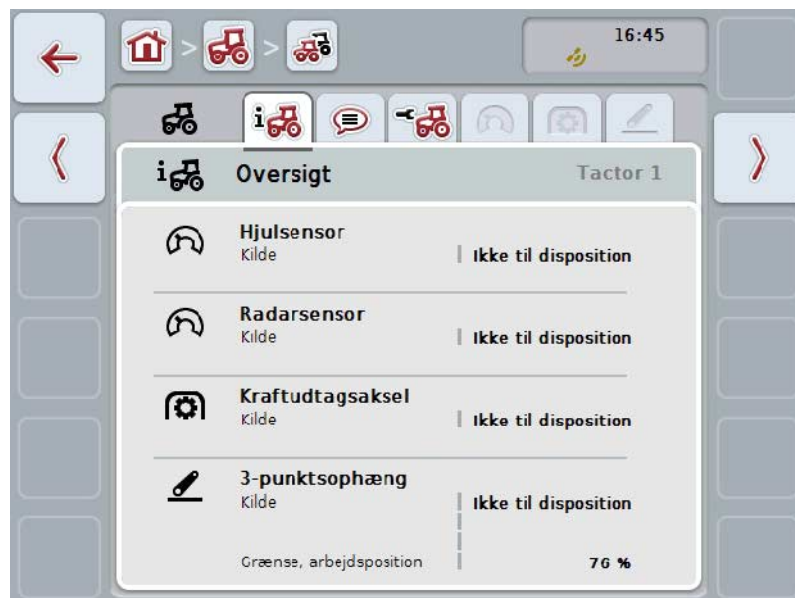 16:45
Oversigt Tactor 1
Hjulsensor
Kilde Ikke til disposition
Radarsensor
Kilde Ikke til disposition
Kraftudtagsaksel
Kilde Ikke til disposition
3-punktsophæng
Kilde Ikke til disposition
Grænse, arbejdsposition 76 %